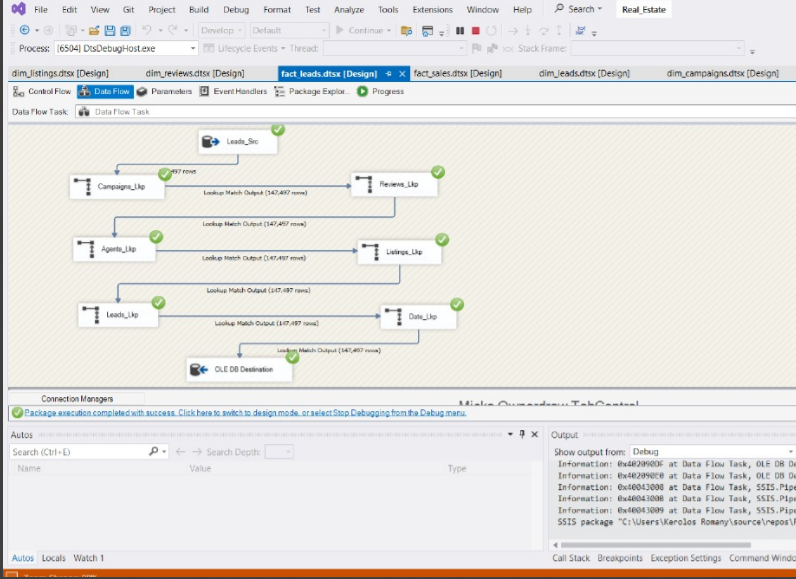 File Edit View Git Project Build Debug Format Test Analyze Tools Extensions Window Help Search Real_Estate
Develop Default Continue
Process: [6504] DtsDebugHost.exe Lifecycle Events Thread: Stack Frame:
dim_listings.dtsx [Design] dim_reviews.dtsx [Design] fact_leads.dtsx [Design] fact_sales.dtsx [Design] dim_leads.dtsx [Design] dim_campaigns.dtsx [Design]
Control Flow Data Flow Parameters Event Handlers Package Explor... Progress
Data Flow Task: Data Flow Task
Leads_Src
497 rows
Campaigns_Lkp
Reviews_Lkp
Lookup Match Output (147,497 rows)
Lookup Match Output (147,497 rows)
Agents_Lkp
Listings_Lkp
Lookup Match Output (147,497 rows)
Lookup Match Output (147,497 rows)
Leads_Lkp
Date_Lkp
Lookup Match Output (147,497 rows)
Lookup Match Output (147,497 rows)
OLE DB Destination
Connection Managers
Package execution completed with success. Click here to switch to design mode, or select Stop Debugging from the Debug menu.
Autos
Search (Ctrl+E) Search Depth:
Name Value Type
Autos Locals Watch 1
Output
Show output from: Debug
Information: 0x402090DF at Data Flow Task, OLE DB De
Information: 0x402090E0 at Data Flow Task, OLE DB De
Information: 0x40043008 at Data Flow Task, SSIS.Pipe
Information: 0x40043008 at Data Flow Task, SSIS.Pipe
Information: 0x40043009 at Data Flow Task, SSIS.Pipe
SSIS package "C:\Users\Kerolos Romany\source\repos\R
Call Stack Breakpoints Exception Settings Command Windo